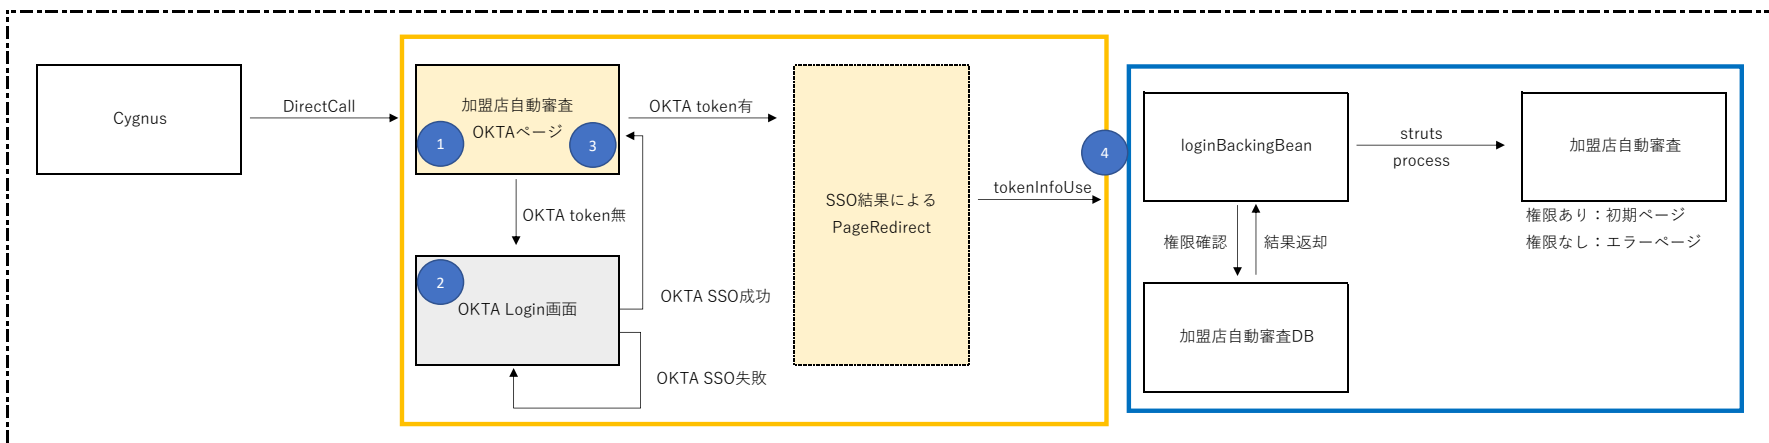 Cygnus
DirectCall
加盟店自動審査
OKTAページ
1
3
OKTA token有
OKTA token無
2
OKTA Login画面
OKTA SSO成功
OKTA SSO失敗
SSO結果による
PageRedirect
tokenInfoUse
4
loginBackingBean
struts
process
加盟店自動審査
権限あり：初期ページ
権限なし：エラーページ
権限確認
結果返却
加盟店自動審査DB